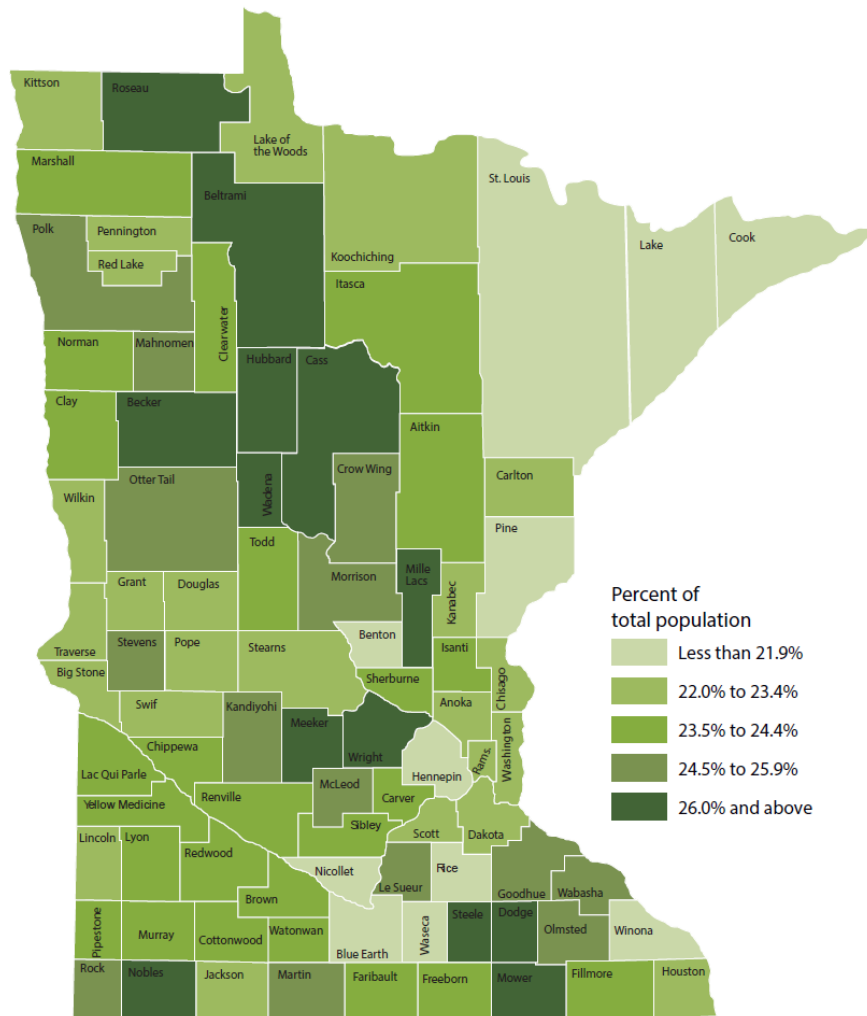 Kittson
Roseau
Lake of
the Woods
Marshall
Beltrami
St. Louis
Polk
Pennington
Red Lake
Koochiching
Lake
Cook
Itasca
Clearwater
Norman
Mahnomen
Hubbard
Cass
Clay
Becker
Aitkin
Otter Tail
Wadena
Crow Wing
Carlton
Wilkin
Pine
Todd
Morrison
Mille
Lacs
Kanabec
Grant
Douglas
Benton
Traverse
Stevens
Pope
Stearns
Isanti
Chisago
Big Stone
Sherburne
Swif
Kandiyohi
Anoka
Meeker
Wright
Washington
Chippewa
Lac Qui Parle
Hennepin
Rams.
McLeod
Carver
Yellow Medicine
Renville
Sibley
Scott
Dakota
Lincoln
Lyon
Redwood
Nicollet
Le Sueur
Rice
Goodhue
Wabasha
Brown
Pipestone
Murray
Cottonwood
Watonwan
Blue Earth
Waseca
Steele
Dodge
Olmsted
Winona
Rock
Nobles
Jackson
Martin
Faribault
Freeborn
Mower
Fillmore
Houston
Percent of
total population
Less than 21.9%
22.0% to 23.4%
23.5% to 24.4%
24.5% to 25.9%
26.0% and above